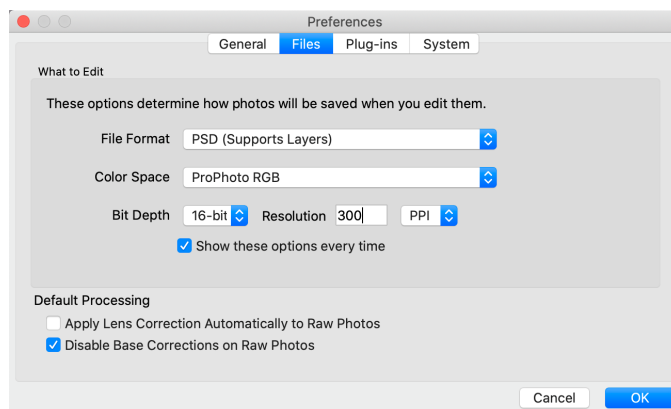 Preferences
General Files Plug-ins System
What to Edit
These options determine how photos will be saved when you edit them.
File Format PSD (Supports Layers)
Color Space ProPhoto RGB
Bit Depth 16-bit Resolution 300 PPI
Show these options every time
Default Processing
Apply Lens Correction Automatically to Raw Photos
Disable Base Corrections on Raw Photos
Cancel OK